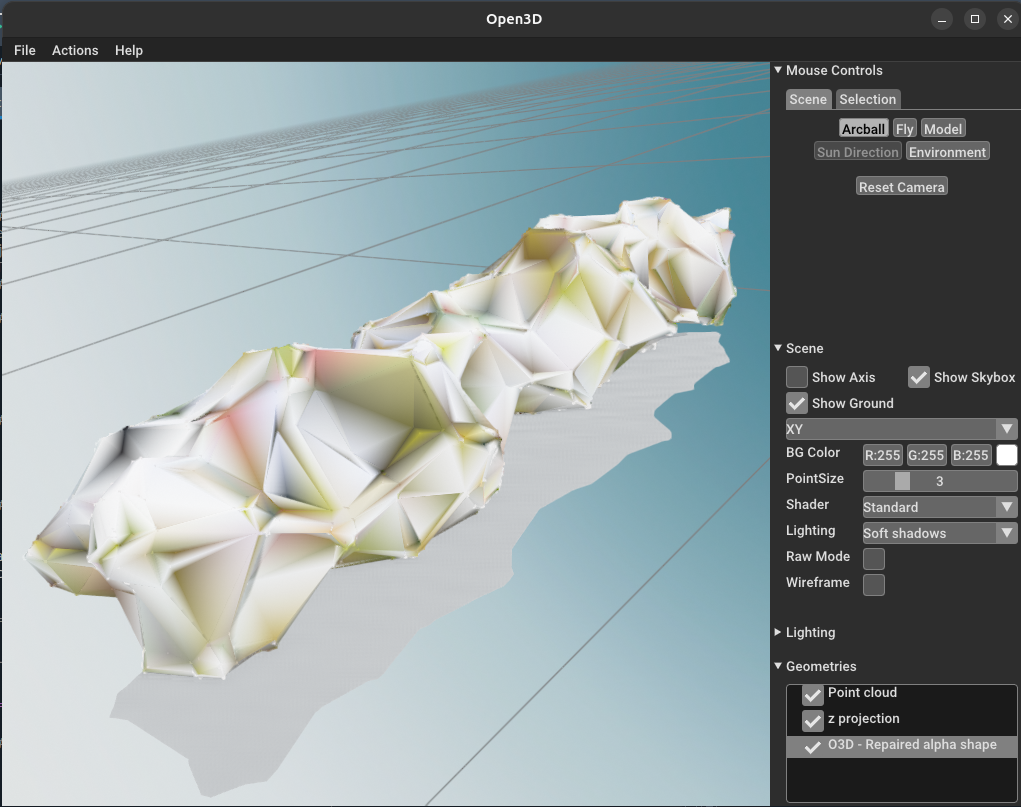 Open3D
File Actions Help
Mouse Controls
Scene Selection
Arcball Fly Model
Sun Direction Environment
Reset Camera
Scene
Show Axis Show Skybox
Show Ground
XY
BG Color R:255 G:255 B:255
PointSize 3
Shader Standard
Lighting Soft shadows
Raw Mode
Wireframe
Lighting
Geometries
Point cloud
z projection
O3D - Repaired alpha shape